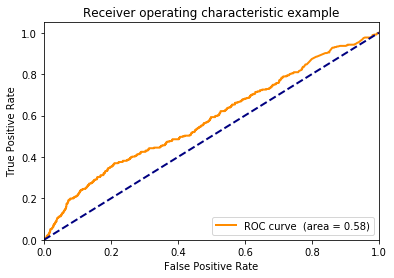 Receiver operating characteristic example
True Positive Rate
1.0
0.8
0.6
0.4
0.2
0.0
ROC curve (area = 0.58)
0.0 0.2 0.4 0.6 0.8 1.0
False Positive Rate